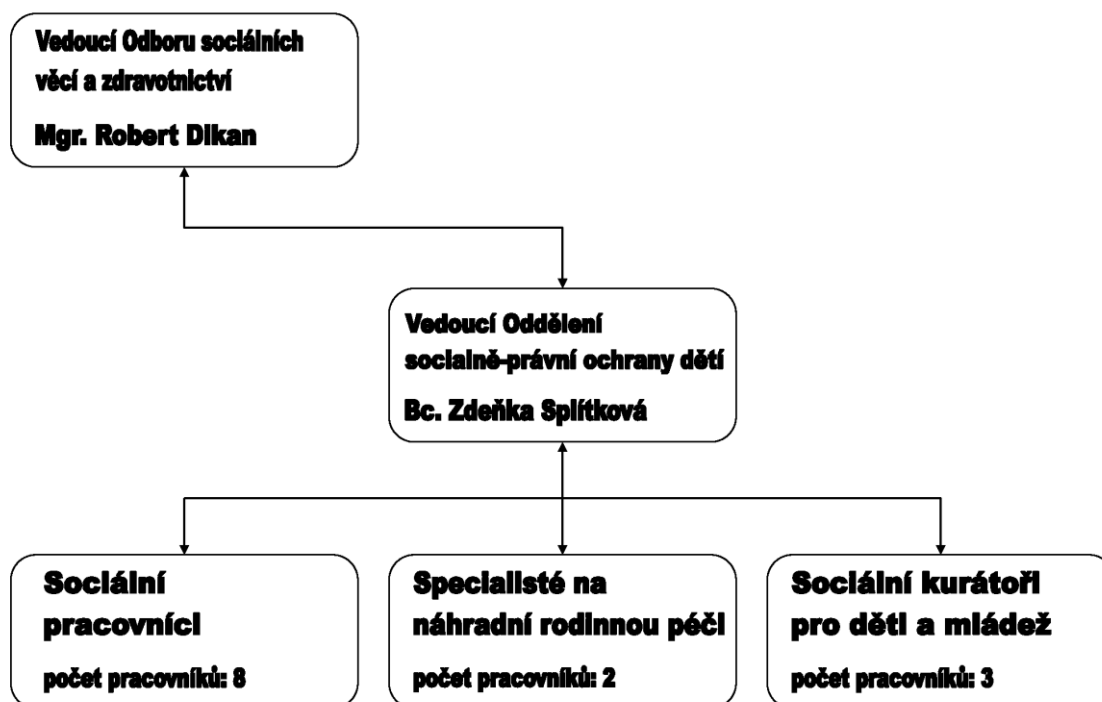 Vedoucí Odboru sociálních
věcí a zdravotnictví
Mgr. Robert Dlkan
Vedoucí Oddělení
socialně-právní ochrany dětí
Bc. Zdeňka Splítková
Sociální
pracovníci
počet pracovníků: 8
Specialisté na
náhradní rodinnou péči
počet pracovníků: 2
Sociální kurátoři
pro děti a mládež
počet pracovníků: 3